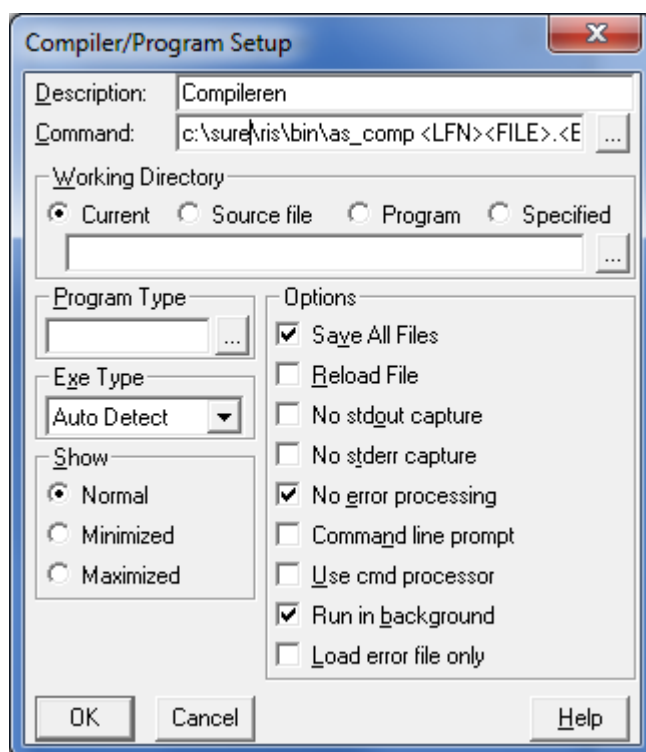 Compiler/Program Setup
Description: Compileren
Command: c:\sure\ris\bin\as_comp <LFN><FILE>.<E ...
Working Directory
Current Source file Program Specified
...
Program Type
...
Exe Type
Auto Detect
Show
Normal
Minimized
Maximized
Options
Save All Files
Reload File
No stdout capture
No stderr capture
No error processing
Command line prompt
Use cmd processor
Run in background
Load error file only
OK Cancel Help